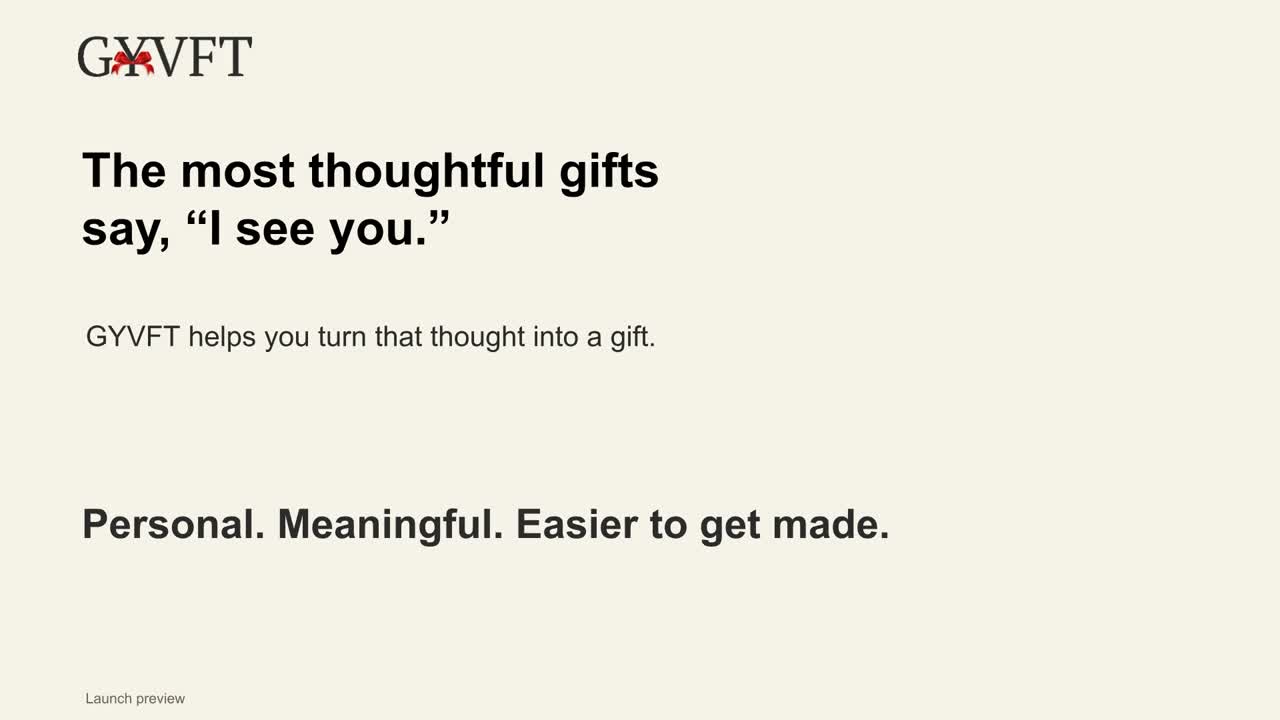 GYVFT
The most thoughtful gifts
say, “I see you.”
GYVFT helps you turn that thought into a gift.
Personal. Meaningful. Easier to get made.
Launch preview